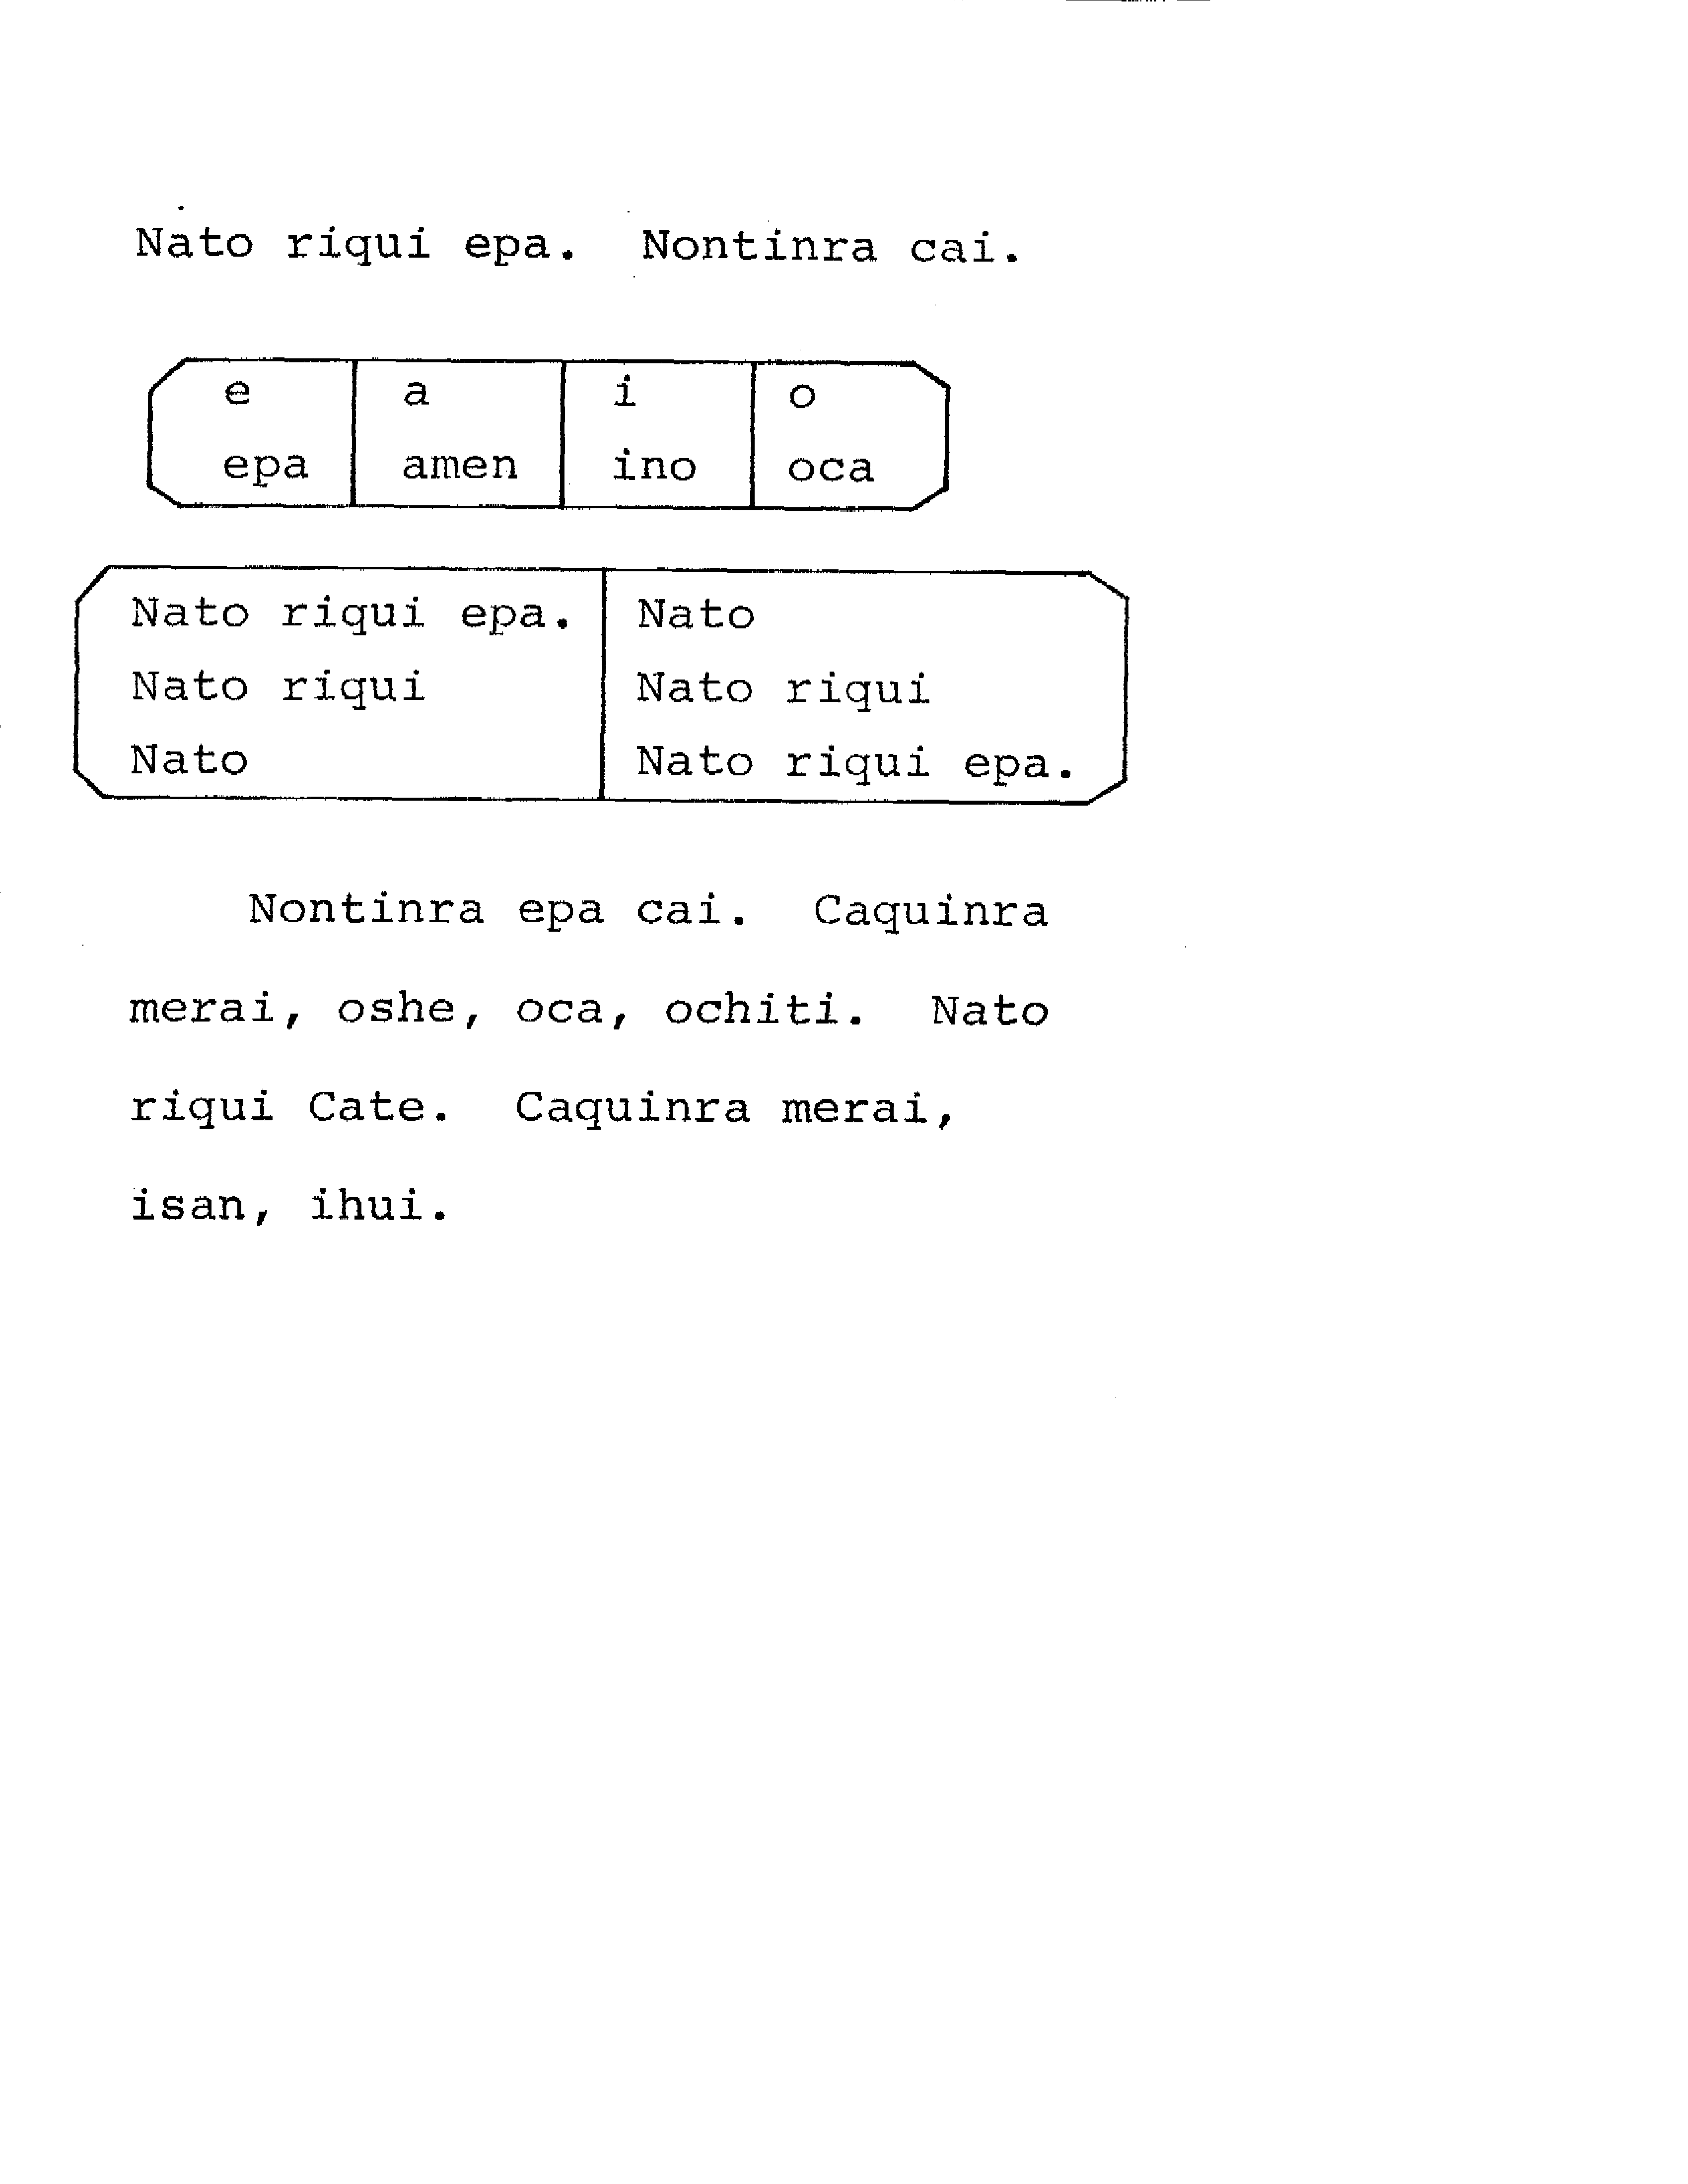 Nato riqui epa.  Nontinra cai.
e a i o
epa amen ino oca
Nato riqui epa. Nato
Nato riqui Nato riqui
Nato Nato riqui epa.
Nontinra epa cai.  Caquinra
merai, oshe, oca, ochiti.  Nato
riqui Cate.  Caquinra merai,
isan, ihui.